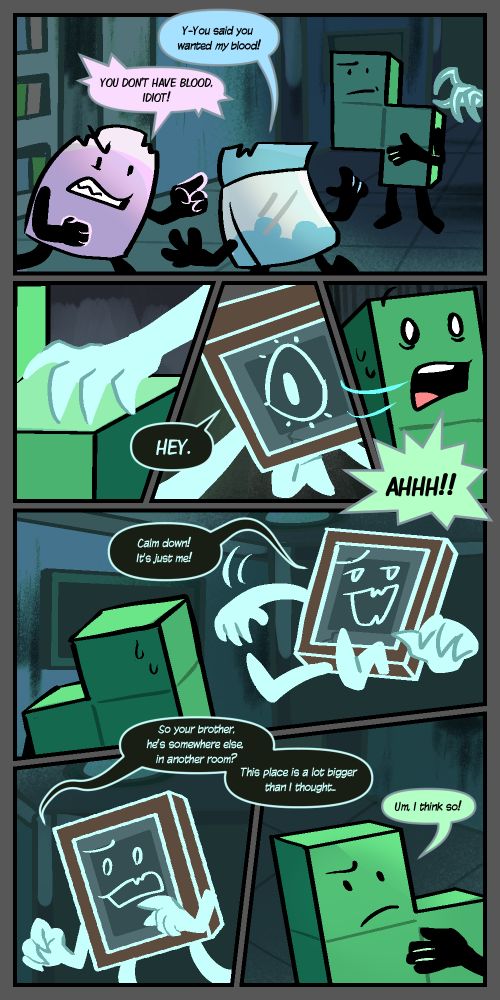 Y-You said you
wanted my blood!
YOU DON'T HAVE BLOOD,
IDIOT!
HEY.
AHHH!!
Calm down!
It's just me!
So your brother,
he's somewhere else,
in another room?
This place is a lot bigger
than I thought..
Um, I think so!